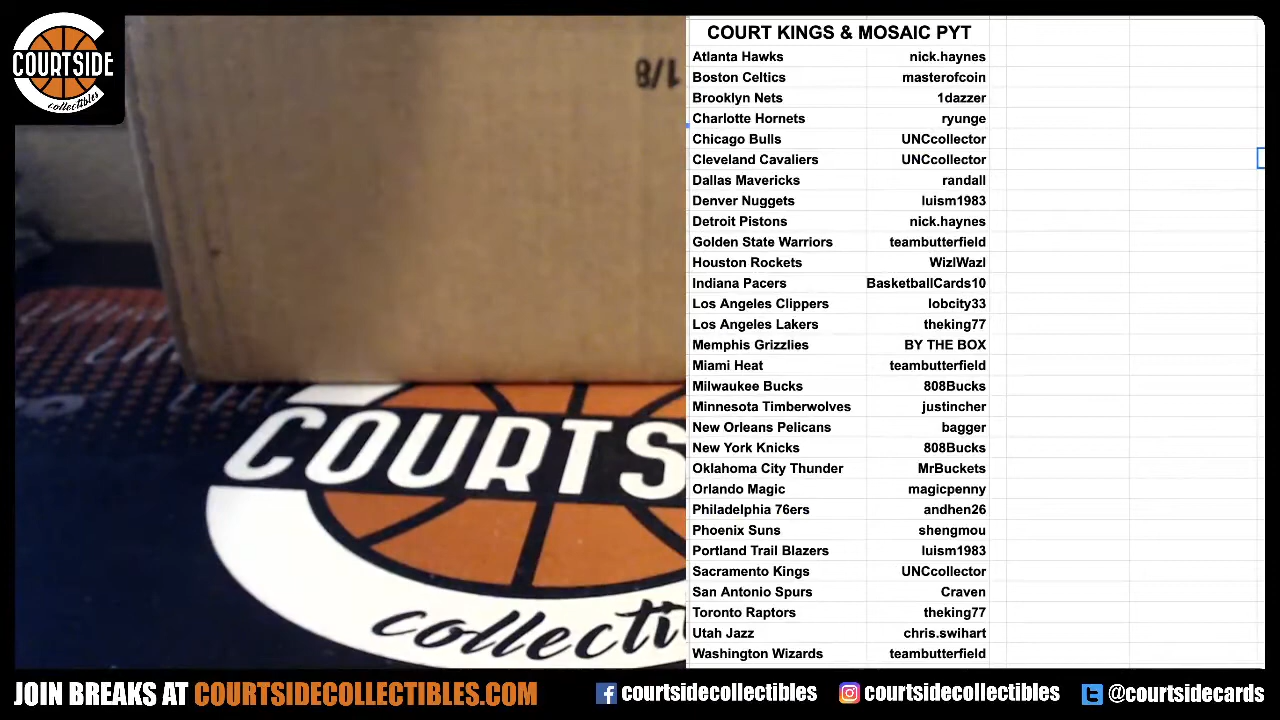 COURTSIDE
collectibles
1/8
COURTS
collecti
COURT KINGS & MOSAIC PYT
Atlanta Hawks nick.haynes
Boston Celtics masterofcoin
Brooklyn Nets 1dazzer
Charlotte Hornets ryunge
Chicago Bulls UNCcollector
Cleveland Cavaliers UNCcollector
Dallas Mavericks randall
Denver Nuggets luism1983
Detroit Pistons nick.haynes
Golden State Warriors teambutterfield
Houston Rockets WizlWazl
Indiana Pacers BasketballCards10
Los Angeles Clippers lobcity33
Los Angeles Lakers theking77
Memphis Grizzlies BY THE BOX
Miami Heat teambutterfield
Milwaukee Bucks 808Bucks
Minnesota Timberwolves justincher
New Orleans Pelicans bagger
New York Knicks 808Bucks
Oklahoma City Thunder MrBuckets
Orlando Magic magicpenny
Philadelphia 76ers andhen26
Phoenix Suns shengmou
Portland Trail Blazers luism1983
Sacramento Kings UNCcollector
San Antonio Spurs Craven
Toronto Raptors theking77
Utah Jazz chris.swihart
Washington Wizards teambutterfield
JOIN BREAKS AT COURTSIDECOLLECTIBLES.COM courtsidecollectibles courtsidecollectibles @courtsidecards